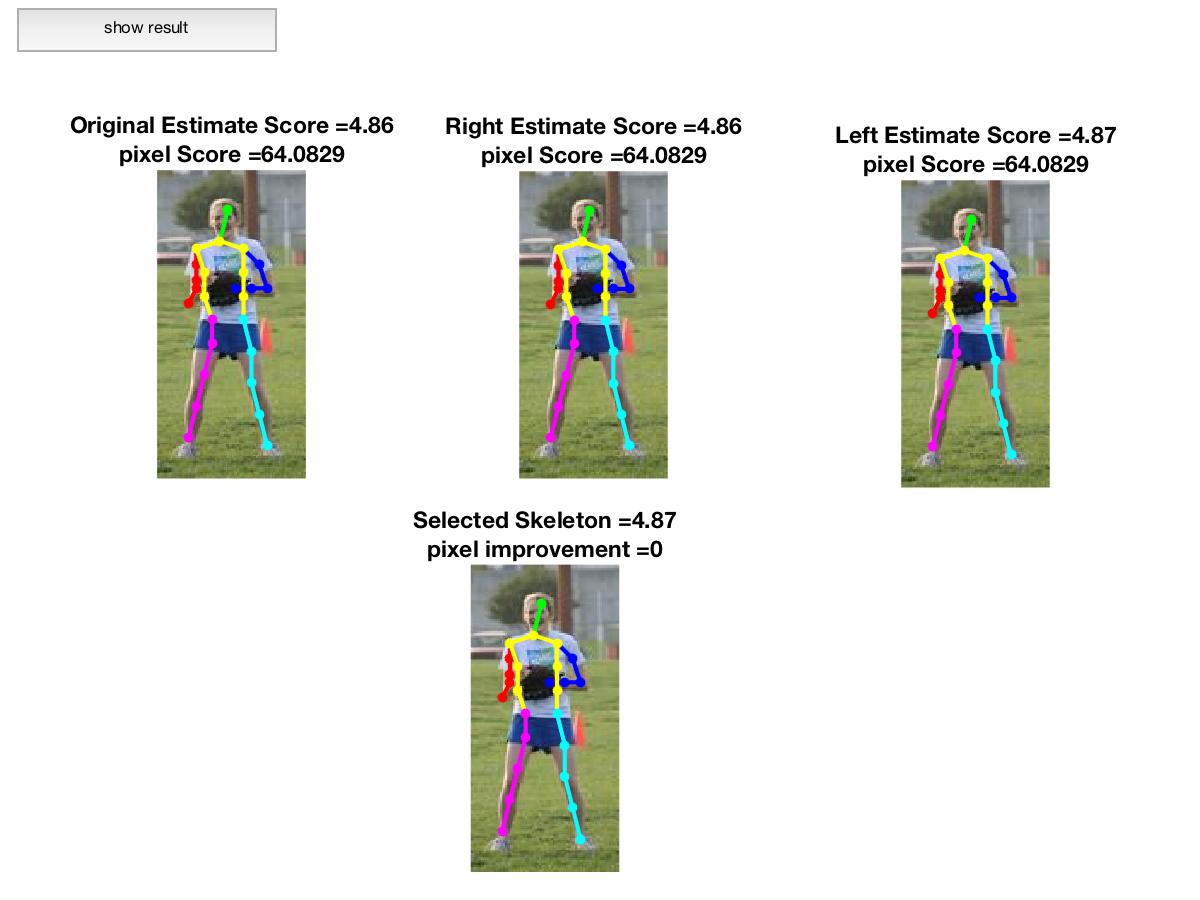 show result
Original Estimate Score =4.86
pixel Score =64.0829
Right Estimate Score =4.86
pixel Score =64.0829
Left Estimate Score =4.87
pixel Score =64.0829
Selected Skeleton =4.87
pixel improvement =0